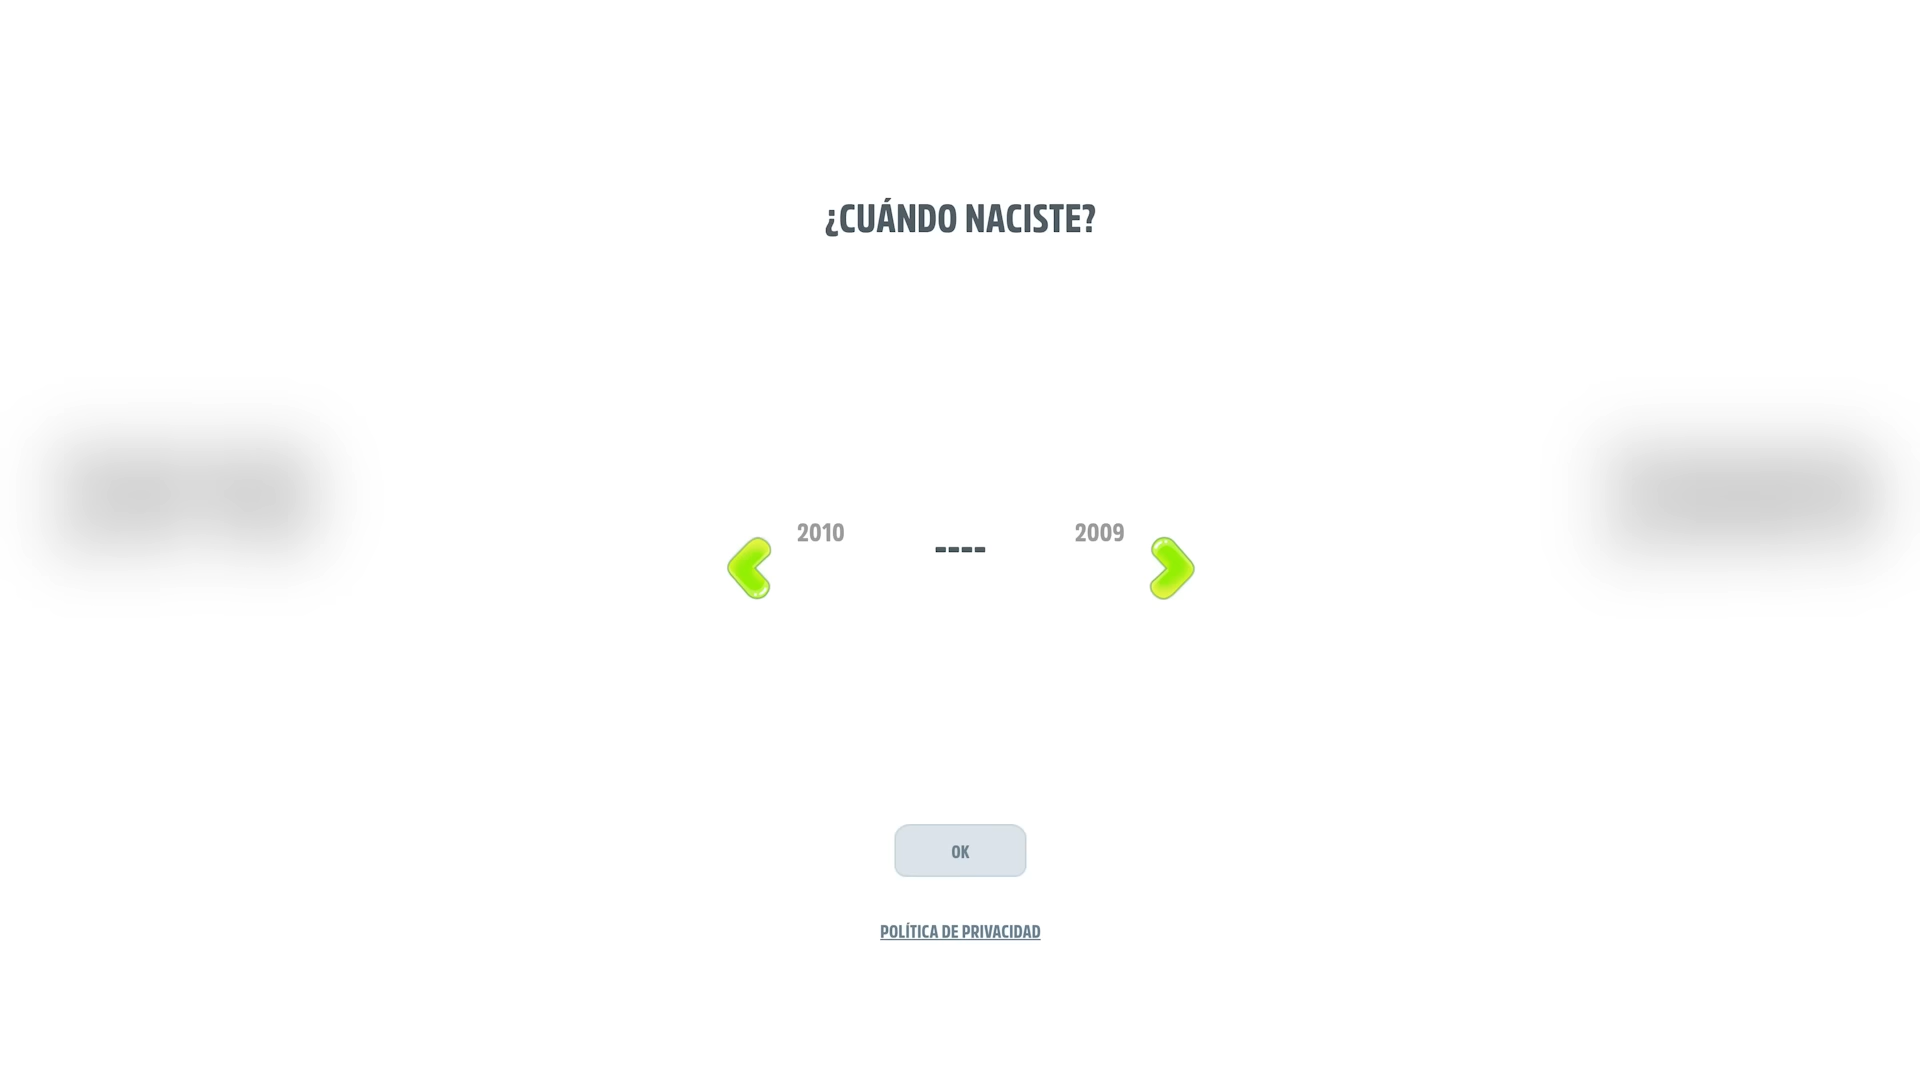 ¿CUÁNDO NACISTE?
2010 ---- 2009
OK
POLÍTICA DE PRIVACIDAD